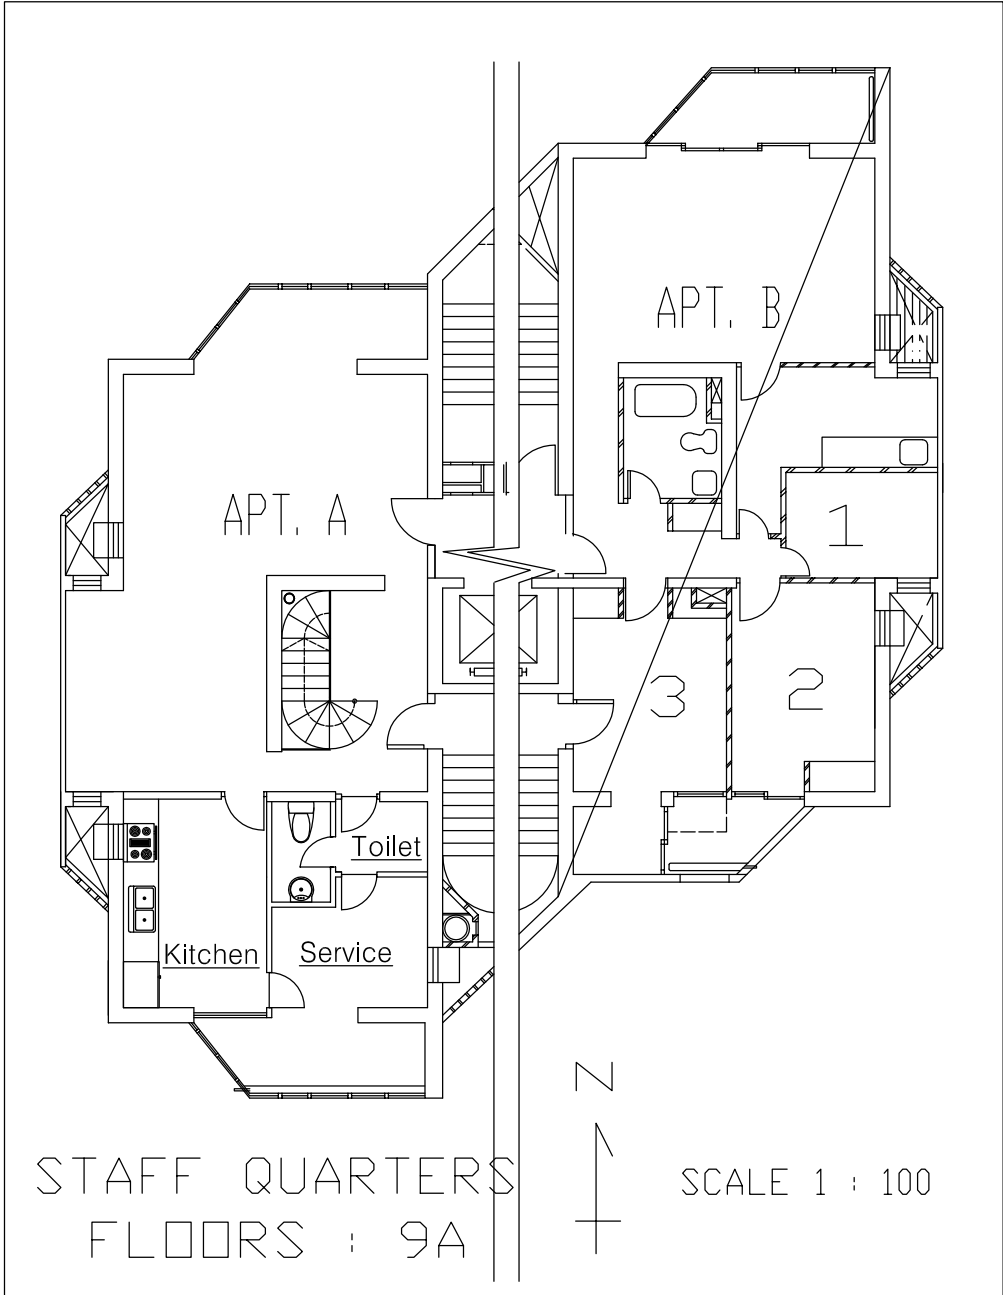 APT. B
APT. A
1
2
3
Toilet
Kitchen
Service
N
STAFF QUARTERS
FLOORS : 9A
SCALE 1 : 100